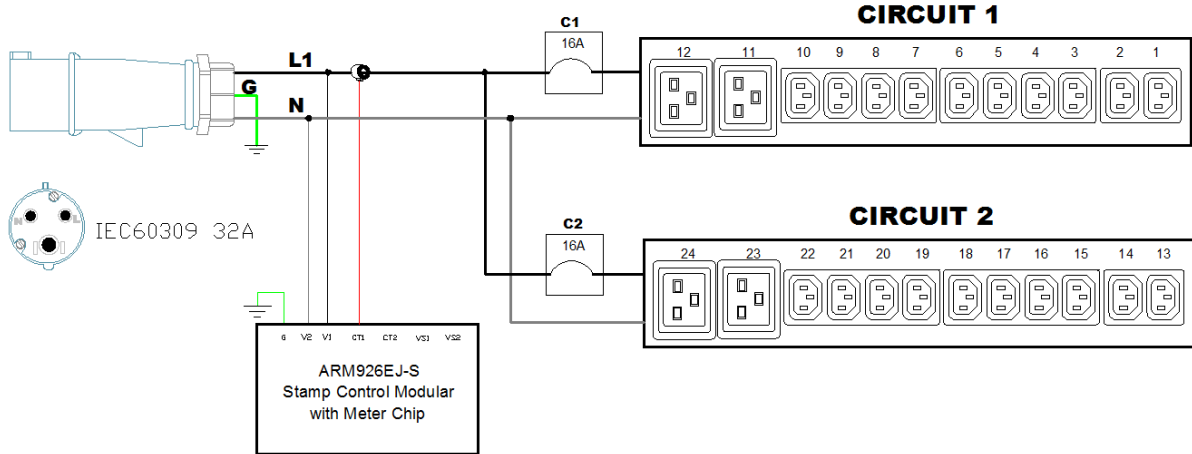 CIRCUIT 1
C1
16A
12 11 10 9 8 7 6 5 4 3 2 1
L1
G
N
CIRCUIT 2
C2
16A
24 23 22 21 20 19 18 17 16 15 14 13
N L
IEC60309 32A
G V2 V1 CT1 CT2 VS1 VS2
ARM926EJ-S
Stamp Control Modular
with Meter Chip